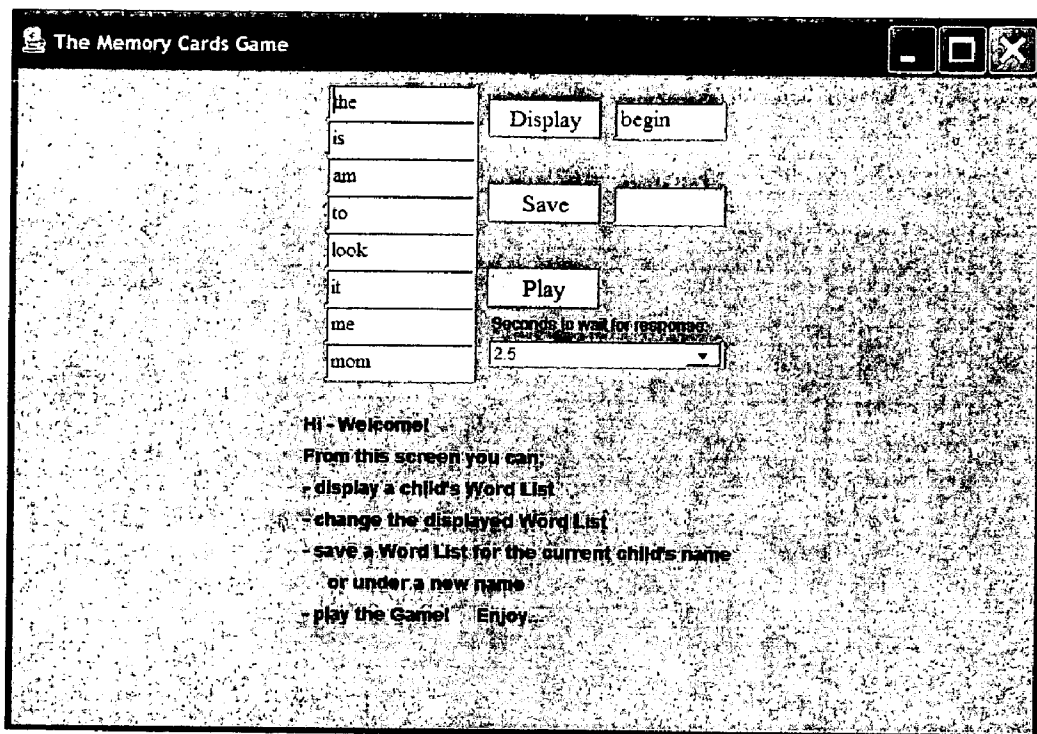 The Memory Cards Game
the
is
am
to
look
it
me
mom
Display
begin
Save
Play
Seconds to wait for response:
2.5
Hi - Welcome!
From this screen you can:
- display a child's Word List
- change the displayed Word List
- save a Word List for the current child's name
or under a new name
- play the Game! Enjoy...